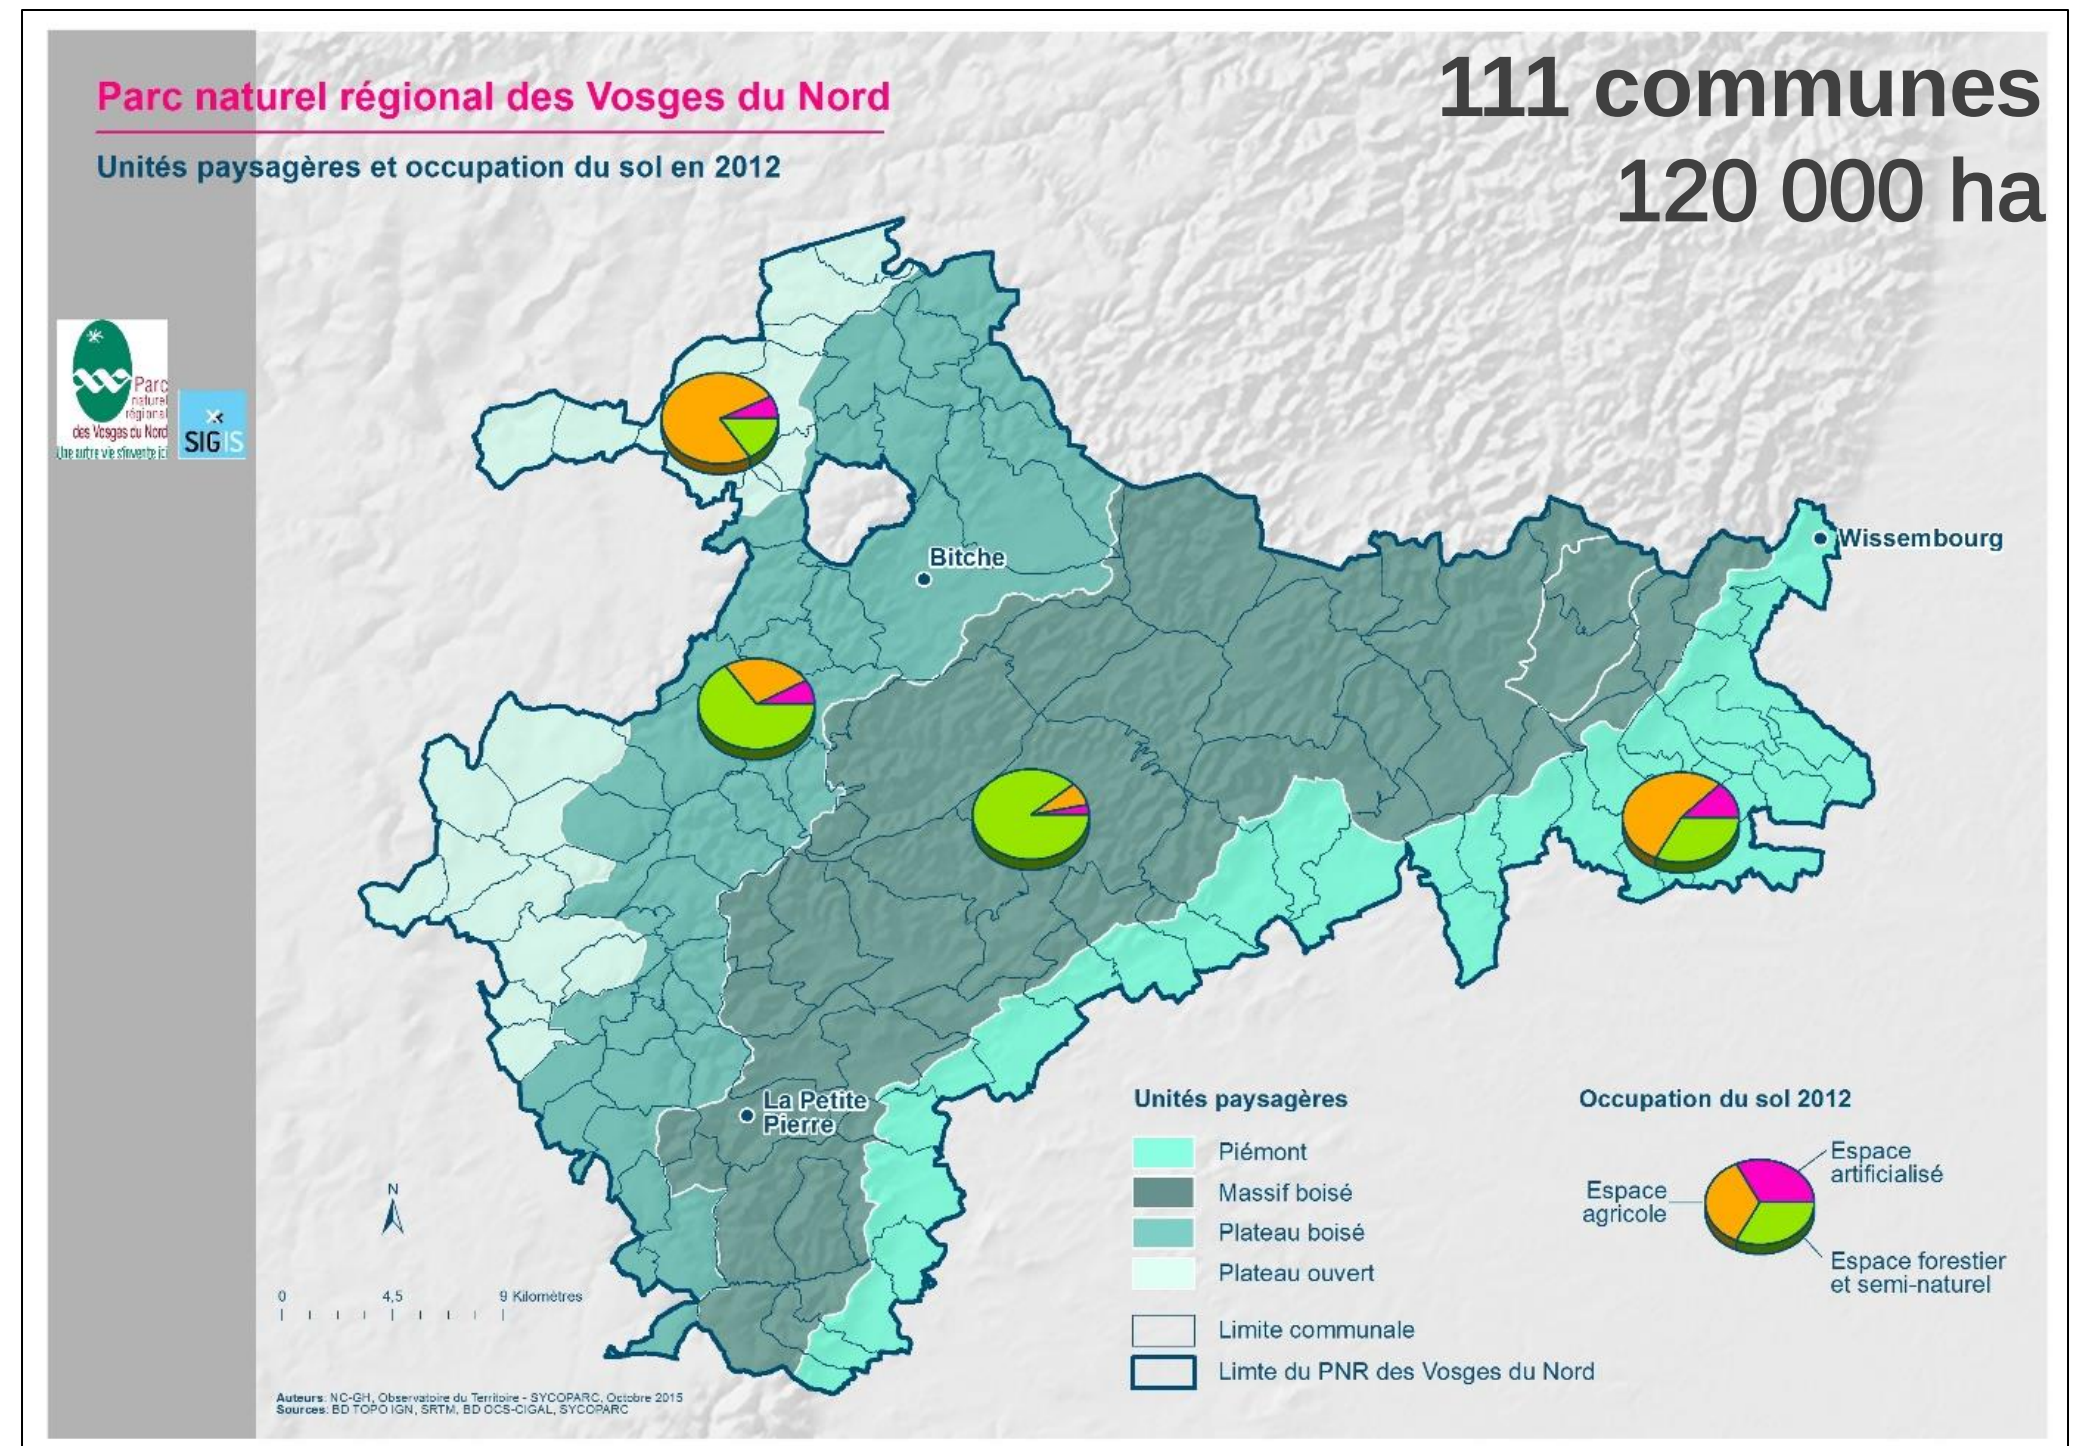 111 communes
120 000 ha
Parc naturel régional des Vosges du Nord
Unités paysagères et occupation du sol en 2012
Parc
naturel
régional
des Vosges du Nord
Une autre vie s'invente ici
SIGIS
Bitche
Wissembourg
La Petite
Pierre
N
0 4,5 9 Kilomètres
Unités paysagères
Piémont
Massif boisé
Plateau boisé
Plateau ouvert
Limite communale
Limte du PNR des Vosges du Nord
Occupation du sol 2012
Espace
artificialisé
Espace
agricole
Espace forestier
et semi-naturel
Auteurs: NC-GH, Observatoire du Territoire - SYCOPARC, Octobre 2015
Sources: BD TOPO IGN, SRTM, BD OCS-CIGAL, SYCOPARC